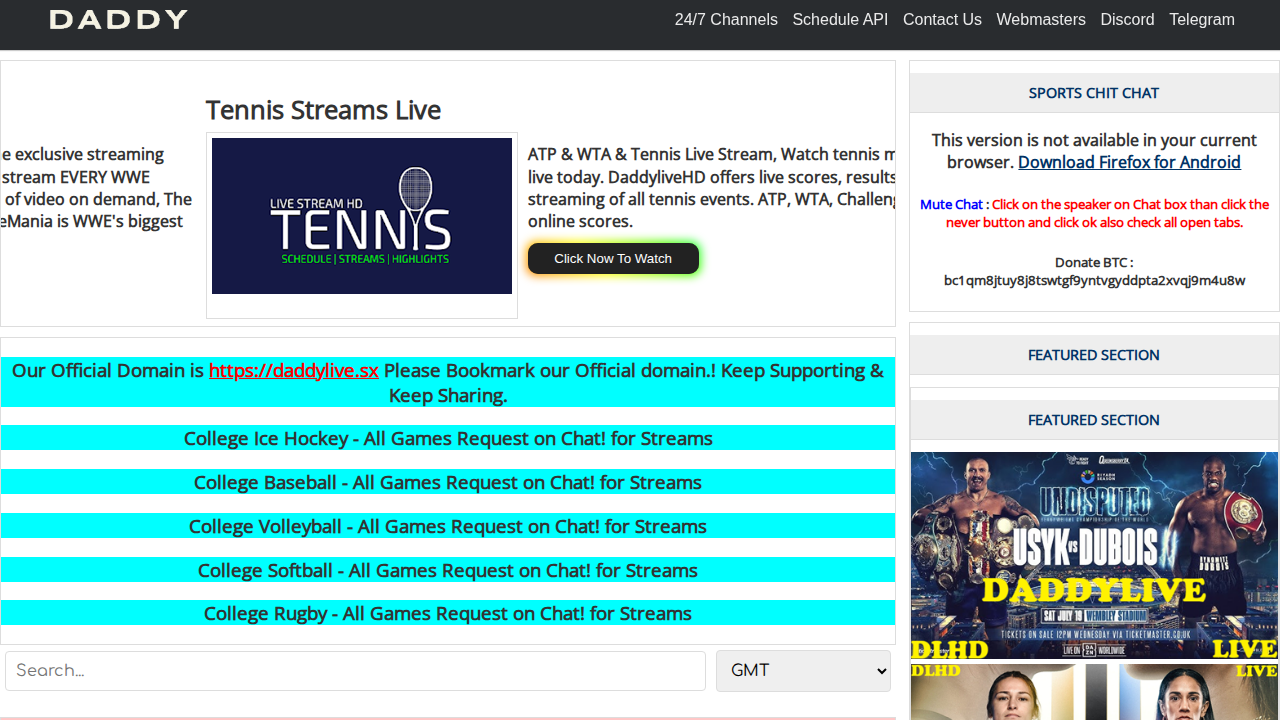 DADDY
24/7 Channels Schedule API Contact Us Webmasters Discord Telegram
e exclusive streaming
stream EVERY WWE
of video on demand, The
eMania is WWE's biggest
Tennis Streams Live
LIVE STREAM HD
TENNIS
SCHEDULE | STREAMS | HIGHLIGHTS
ATP & WTA & Tennis Live Stream, Watch tennis m
live today. DaddyliveHD offers live scores, results
streaming of all tennis events. ATP, WTA, Challeng
online scores.
Click Now To Watch
Our Official Domain is https://daddylive.sx Please Bookmark our Official domain.! Keep Supporting &
Keep Sharing.
College Ice Hockey - All Games Request on Chat! for Streams
College Baseball - All Games Request on Chat! for Streams
College Volleyball - All Games Request on Chat! for Streams
College Softball - All Games Request on Chat! for Streams
College Rugby - All Games Request on Chat! for Streams
Search...
GMT
SPORTS CHIT CHAT
This version is not available in your current
browser. Download Firefox for Android
Mute Chat : Click on the speaker on Chat box than click the
never button and click ok also check all open tabs.
Donate BTC :
bc1qm8jtuy8j8tswtgf9yntvgyddpta2xvqj9m4u8w
FEATURED SECTION
FEATURED SECTION
RIYADH
SEASON
UNDISPUTED
USYK VS DUBOIS
DADDYLIVE
SAT JULY 19 WEMBLEY STADIUM
TICKETS ON SALE 12PM WEDNESDAY VIA TICKETMASTER.CO.UK
LIVE ON DAZN WORLDWIDE
DLHD LIVE
DLHD LIVE